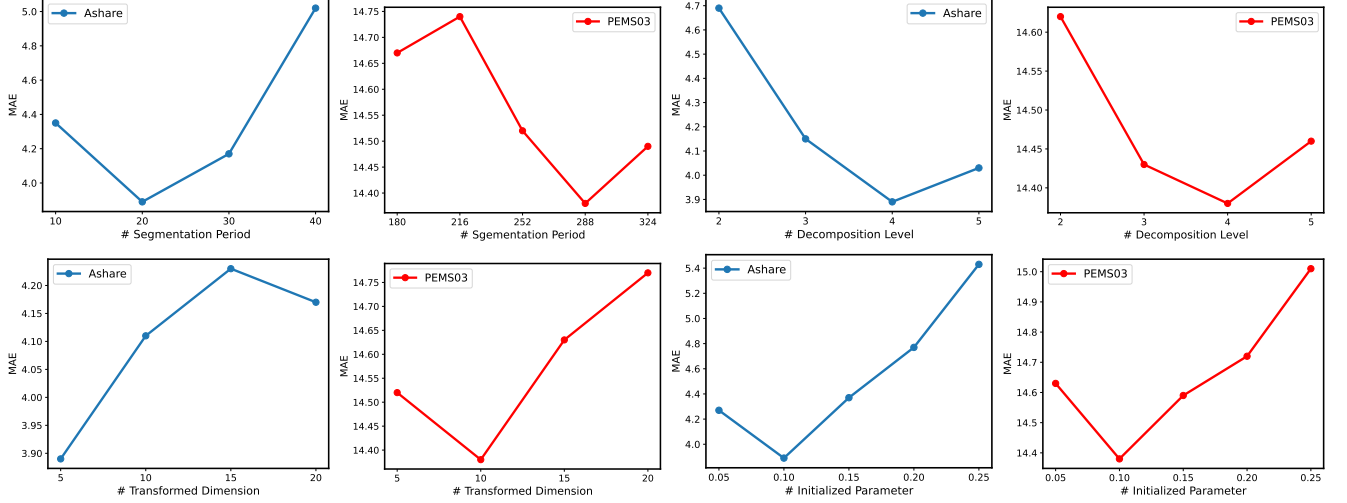 Ashare
5.0
4.8
4.6
4.4
4.2
4.0
MAE
10 20 30 40
# Segmentation Period
PEMS03
14.75
14.70
14.65
14.60
14.55
14.50
14.45
14.40
MAE
180 216 252 288 324
# Sgementation Period
Ashare
4.7
4.6
4.5
4.4
4.3
4.2
4.1
4.0
3.9
MAE
2 3 4 5
# Decomposition Level
PEMS03
14.60
14.55
14.50
14.45
14.40
MAE
2 3 4 5
# Decomposition Level
Ashare
4.20
4.15
4.10
4.05
4.00
3.95
3.90
MAE
5 10 15 20
# Transformed Dimension
PEMS03
14.75
14.70
14.65
14.60
14.55
14.50
14.45
14.40
MAE
5 10 15 20
# Transformed Dimension
Ashare
5.4
5.2
5.0
4.8
4.6
4.4
4.2
4.0
MAE
0.05 0.10 0.15 0.20 0.25
# Initialized Parameter
PEMS03
15.0
14.9
14.8
14.7
14.6
14.5
14.4
MAE
0.05 0.10 0.15 0.20 0.25
# Initialized Parameter